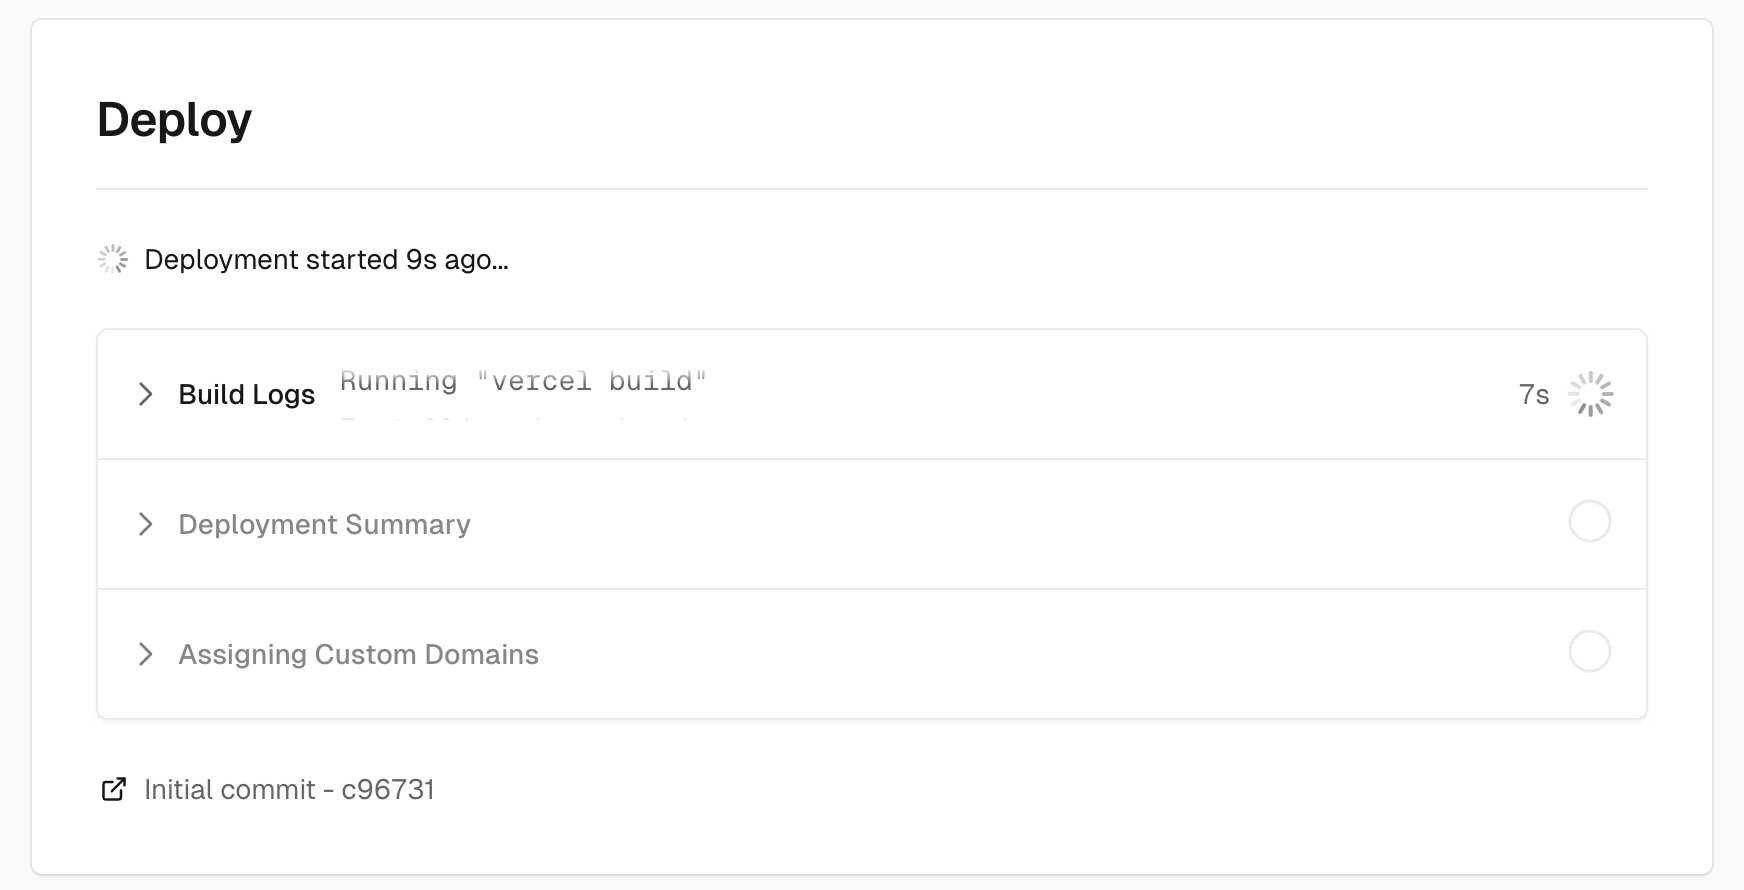 Deploy
Deployment started 9s ago...
Build Logs Running "vercel build" 7s
Deployment Summary
Assigning Custom Domains
Initial commit - c96731